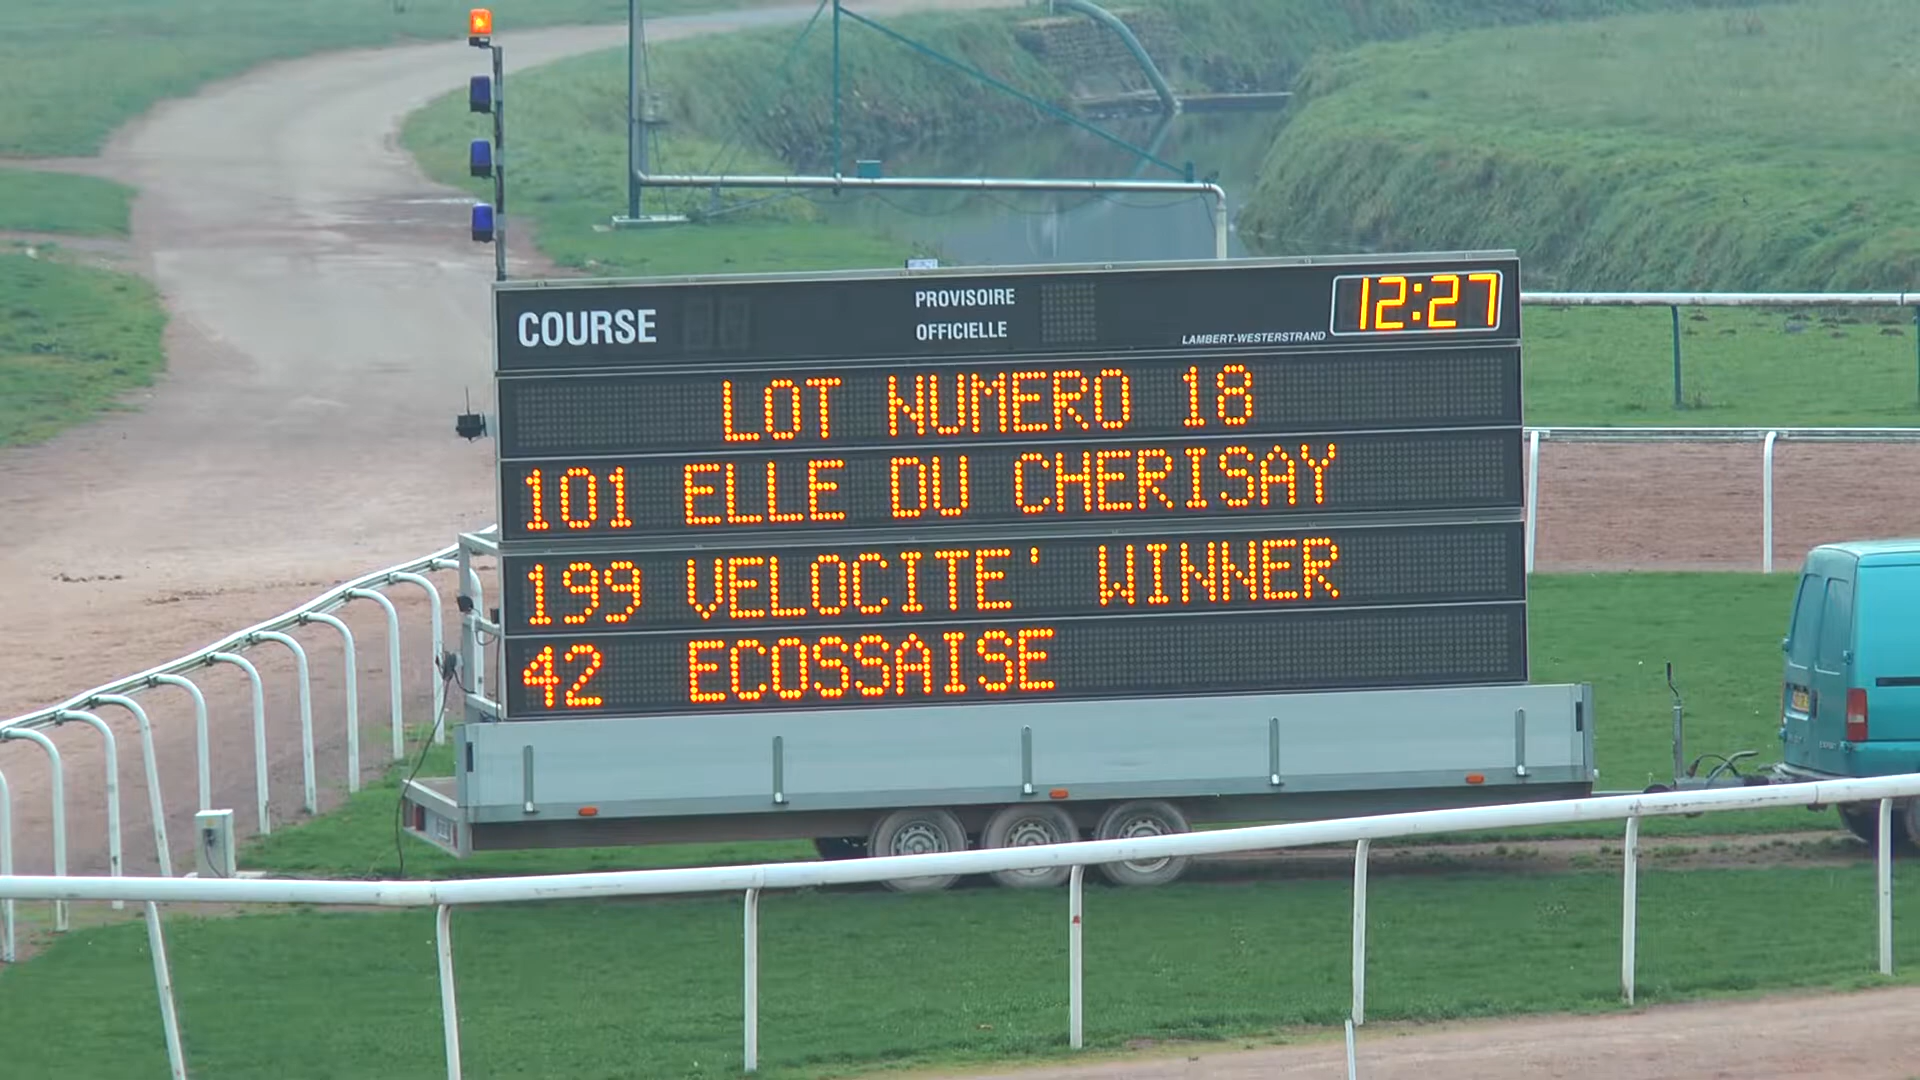 COURSE
PROVISOIRE
OFFICIELLE
12:27
LAMBERT-WESTERSTRAND
LOT NUMERO 18
101 ELLE DU CHERISAY
199 VELOCITE' WINNER
42 ECOSSAISE